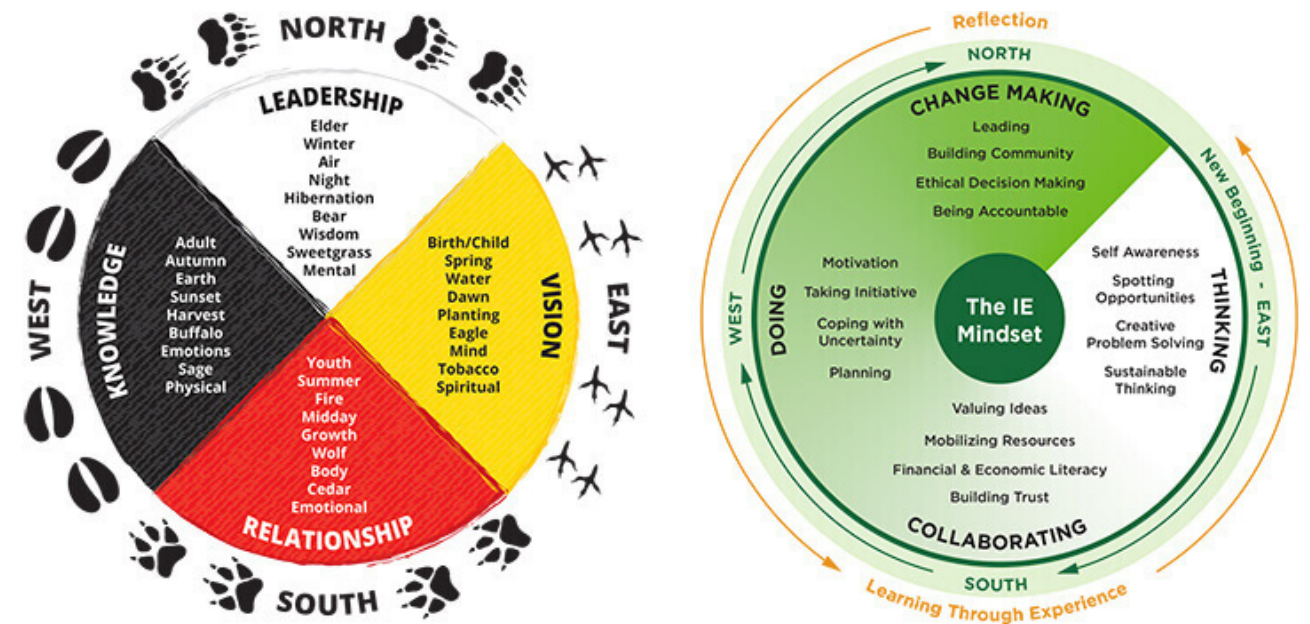 NORTH
LEADERSHIP
Elder
Winter
Air
Night
Hibernation
Bear
Wisdom
Sweetgrass
Mental
WEST
KNOWLEDGE
Adult
Autumn
Earth
Sunset
Harvest
Buffalo
Emotions
Sage
Physical
Birth/Child
Spring
Water
Dawn
Planting
Eagle
Mind
Tobacco
Spiritual
VISION
EAST
Youth
Summer
Fire
Midday
Growth
Wolf
Body
Cedar
Emotional
RELATIONSHIP
SOUTH
Reflection
NORTH
CHANGE MAKING
Leading
Building Community
Ethical Decision Making
Being Accountable
WEST
DOING
Motivation
Taking Initiative
Coping with
Uncertainty
Planning
The IE
Mindset
Self Awareness
Spotting
Opportunities
Creative
Problem Solving
Sustainable
Thinking
THINKING
New Beginning - EAST
Valuing Ideas
Mobilizing Resources
Financial & Economic Literacy
Building Trust
COLLABORATING
SOUTH
Learning Through Experience